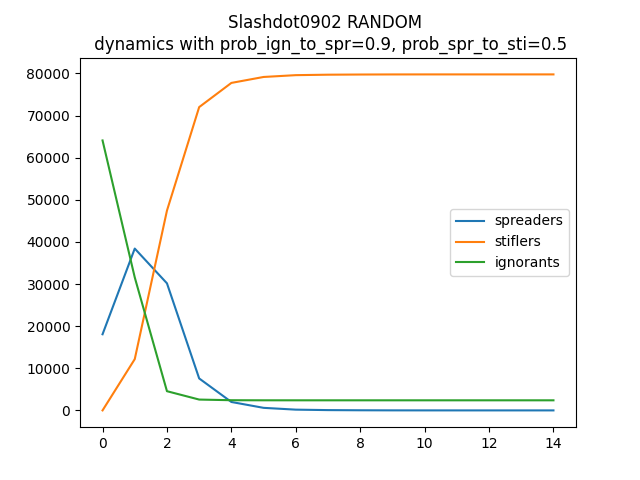 Slashdot0902 RANDOM
dynamics with prob_ign_to_spr=0.9, prob_spr_to_sti=0.5
80000
70000
60000
50000
40000
30000
20000
10000
0
spreaders
stiflers
ignorants
0 2 4 6 8 10 12 14